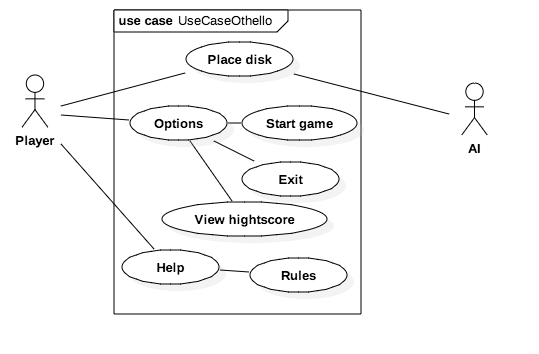 use case UseCaseOthello
Place disk
Options
Start game
Player
AI
Exit
View hightscore
Help
Rules